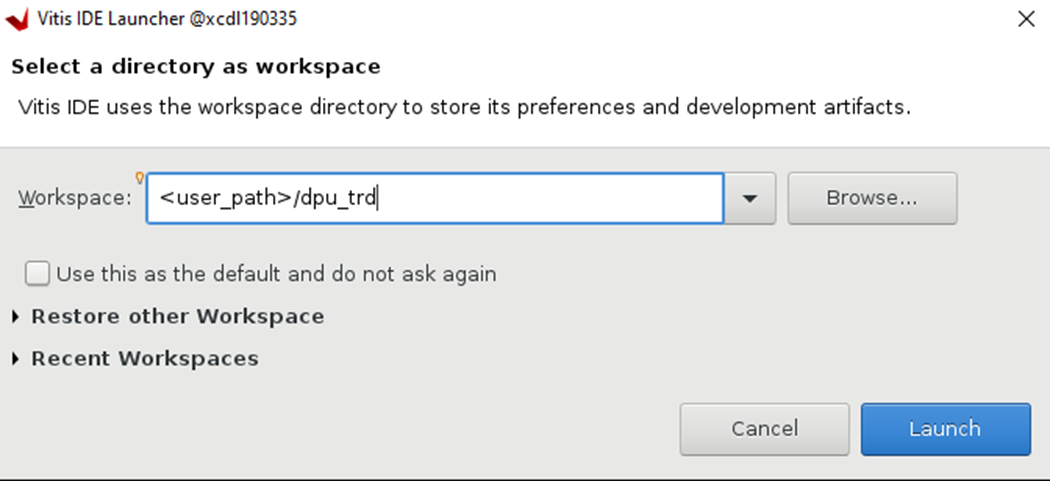 Vitis IDE Launcher @xcdl190335
Select a directory as workspace
Vitis IDE uses the workspace directory to store its preferences and development artifacts.
Workspace: <user_path>/dpu_trd Browse...
Use this as the default and do not ask again
Restore other Workspace
Recent Workspaces
Cancel Launch